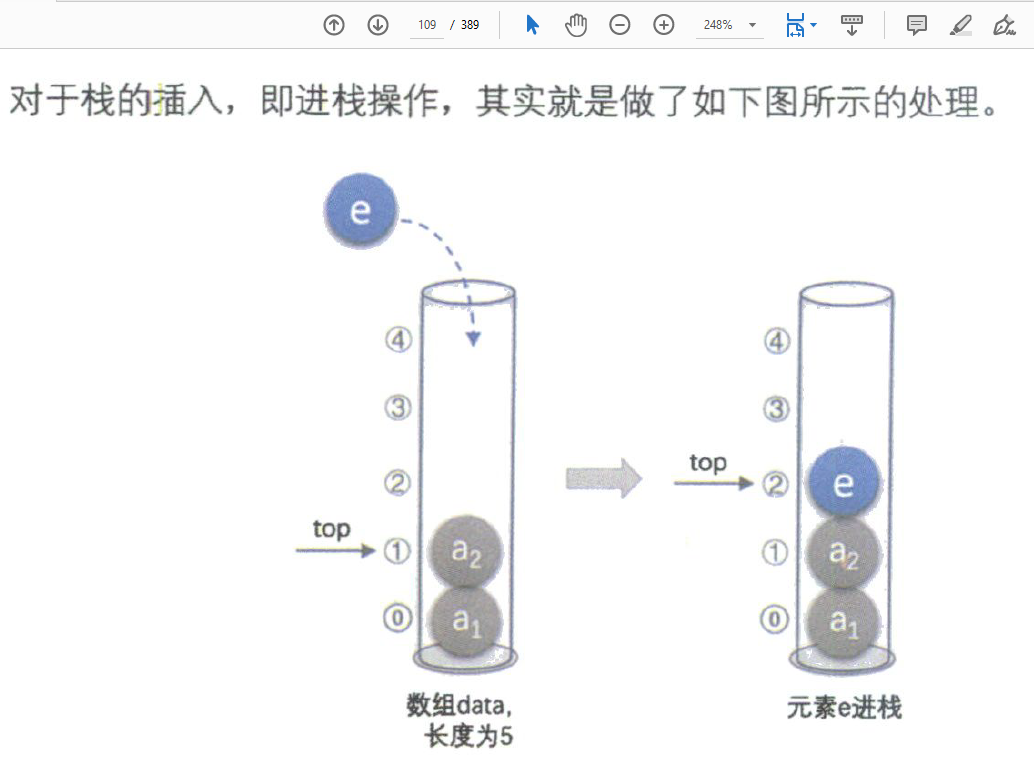 109 / 389 248%
对于栈的插入，即进栈操作，其实就是做了如下图所示的处理。
e
④ ④
③ ③
② top ② e
top ① a2 ① a2
⓪ a1 ⓪ a1
数组data, 元素e进栈
长度为5